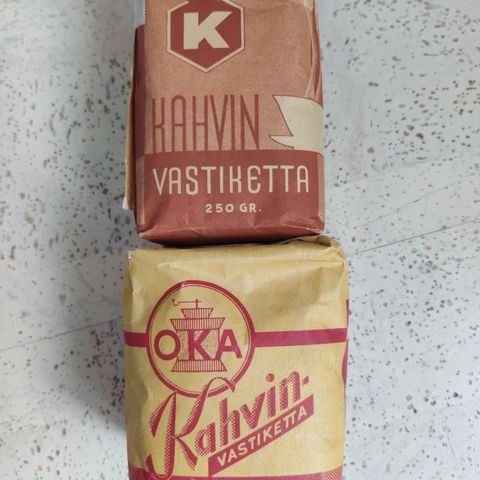 K
KAHVIN
VASTIKETTA
250 GR.
OKA
Kahvin-
VASTIKETTA